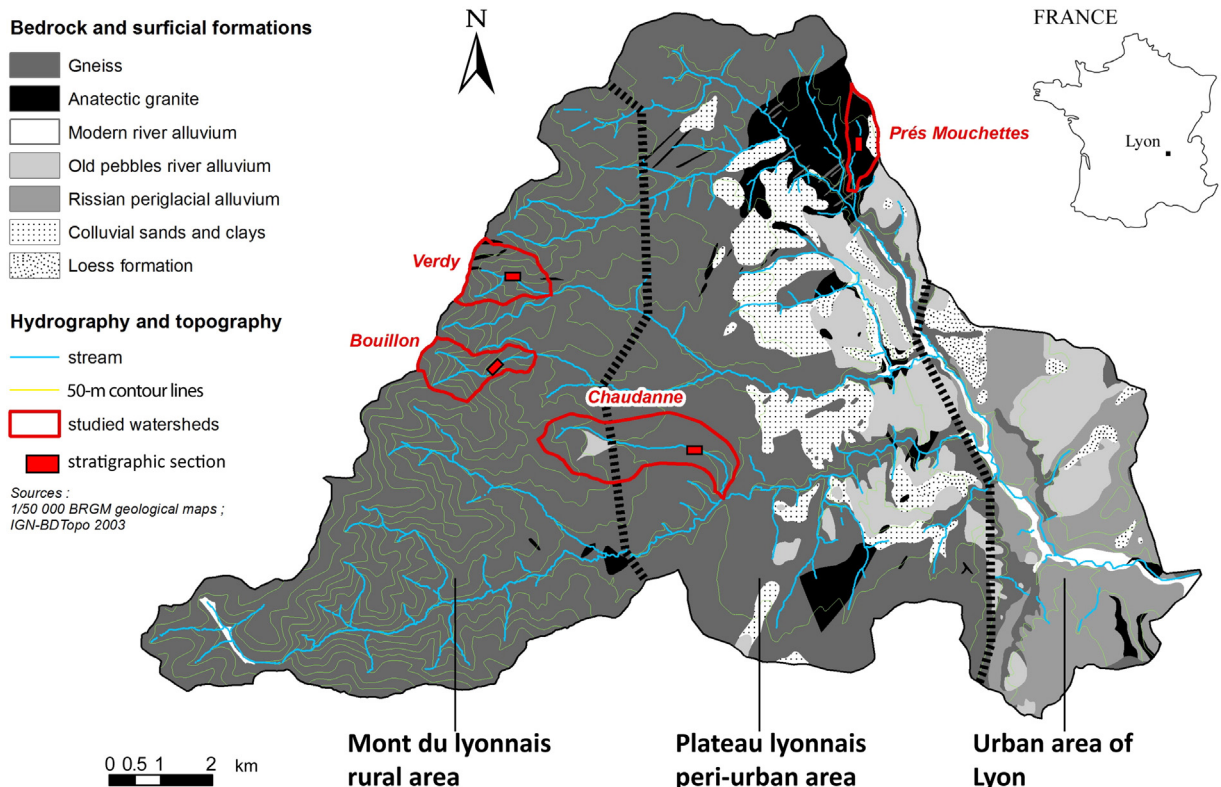 Bedrock and surficial formations
Gneiss
Anatectic granite
Modern river alluvium
Old pebbles river alluvium
Rissian periglacial alluvium
Colluvial sands and clays
Loess formation
Hydrography and topography
stream
50-m contour lines
studied watersheds
stratigraphic section
Sources :
1/50 000 BRGM geological maps ;
IGN-BDTopo 2003
0 0.5 1 2 km
N
FRANCE
Lyon
Prés Mouchettes
Verdy
Bouillon
Chaudanne
Mont du lyonnais
rural area
Plateau lyonnais
peri-urban area
Urban area of
Lyon